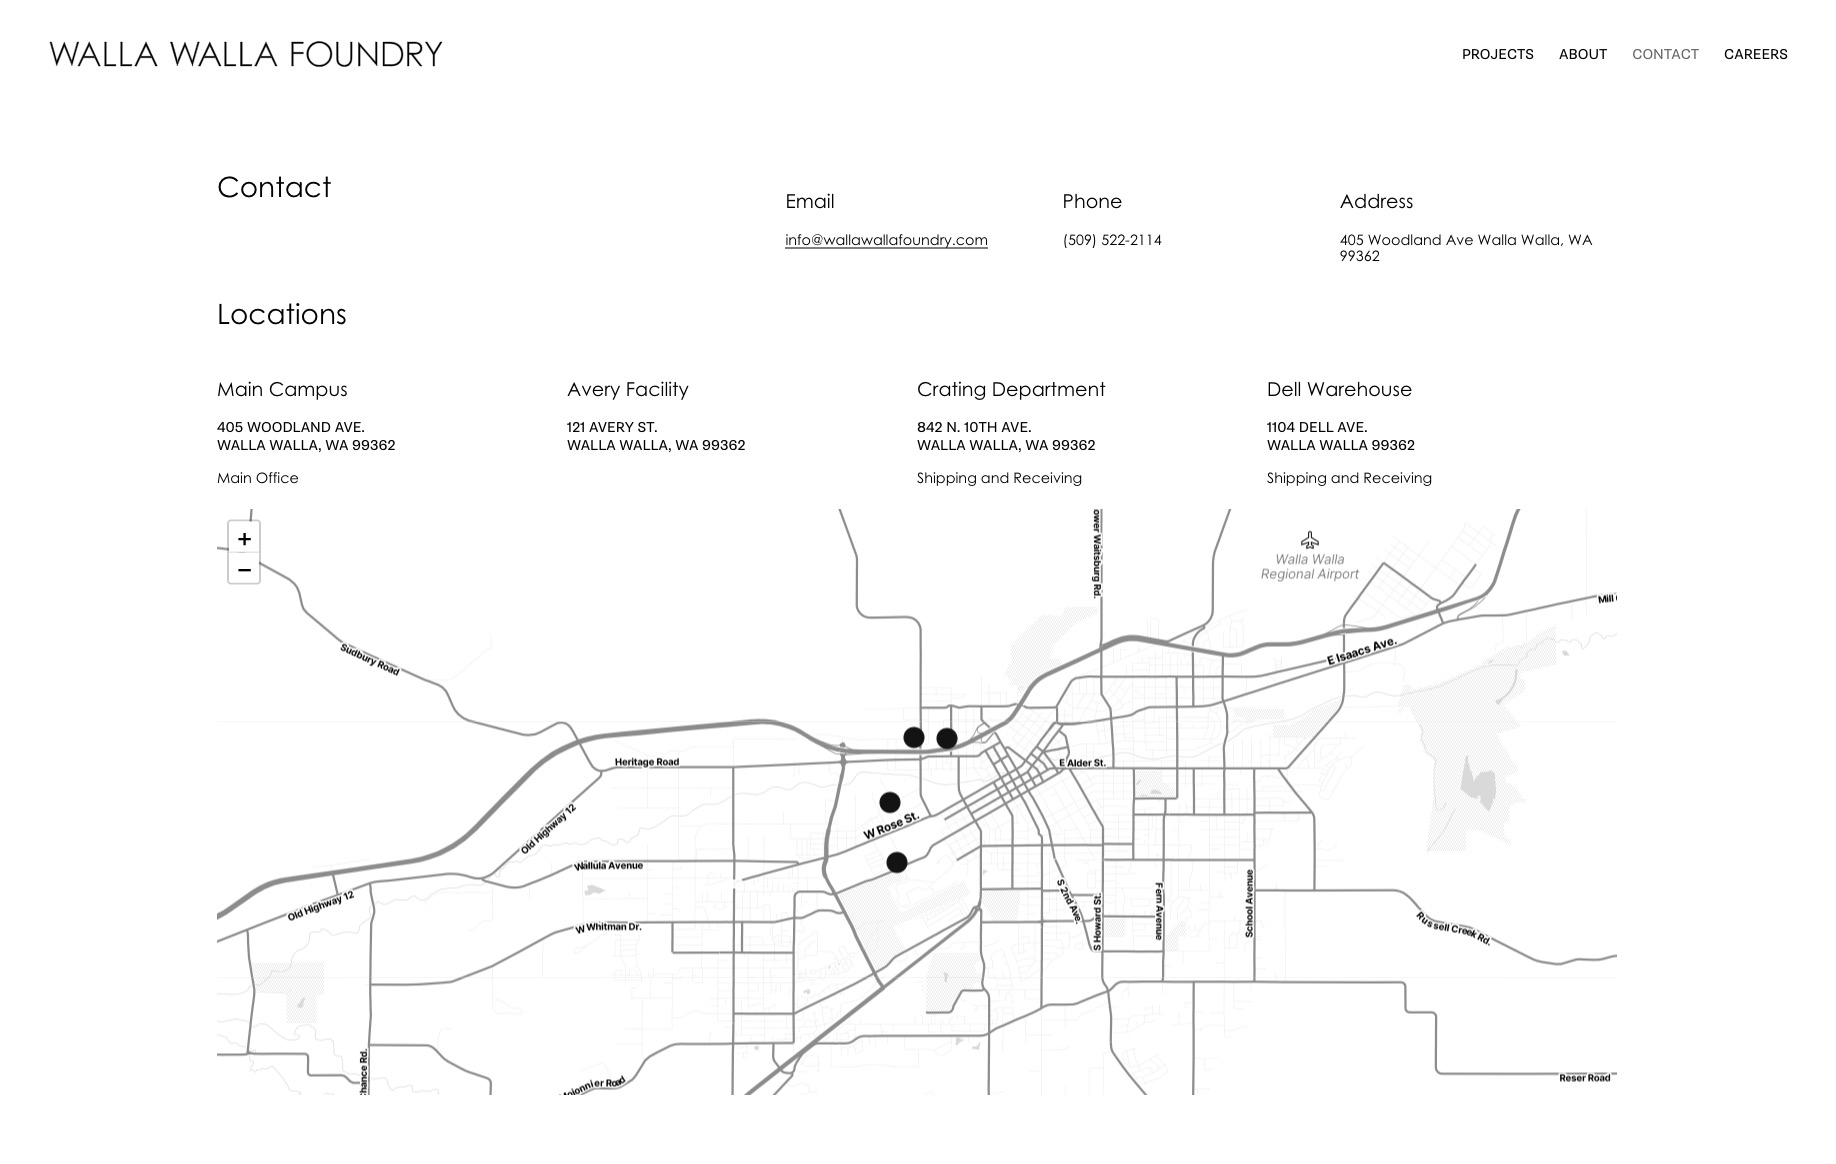 WALLA WALLA FOUNDRY
PROJECTS
ABOUT
CONTACT
CAREERS
Contact
Email
info@wallawallafoundry.com
Phone
(509) 522-2114
Address
405 Woodland Ave Walla Walla, WA
99362
Locations
Main Campus
405 WOODLAND AVE.
WALLA WALLA, WA 99362
Main Office
Avery Facility
121 AVERY ST.
WALLA WALLA, WA 99362
Crating Department
842 N. 10TH AVE.
WALLA WALLA, WA 99362
Shipping and Receiving
Dell Warehouse
1104 DELL AVE.
WALLA WALLA 99362
Shipping and Receiving
+
−
ower Waitsburg Rd.
Walla Walla
Regional Airport
Mill
Sudbury Road
E Isaacs Ave.
Heritage Road
E Alder St.
Old Highway 12
W Rose St.
Wallula Avenue
Old Highway 12
S 2nd Ave.
S Howard St.
Fern Avenue
School Avenue
W Whitman Dr.
Russell Creek Rd.
hance Rd.
Mojonnier Road
Reser Road